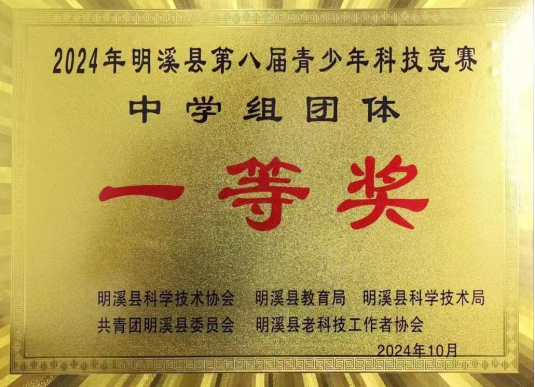 2024年明溪县第八届青少年科技竞赛
中学组团体
一等奖
明溪县科学技术协会 明溪县教育局 明溪县科学技术局
共青团明溪县委员会 明溪县老科技工作者协会
2024年10月